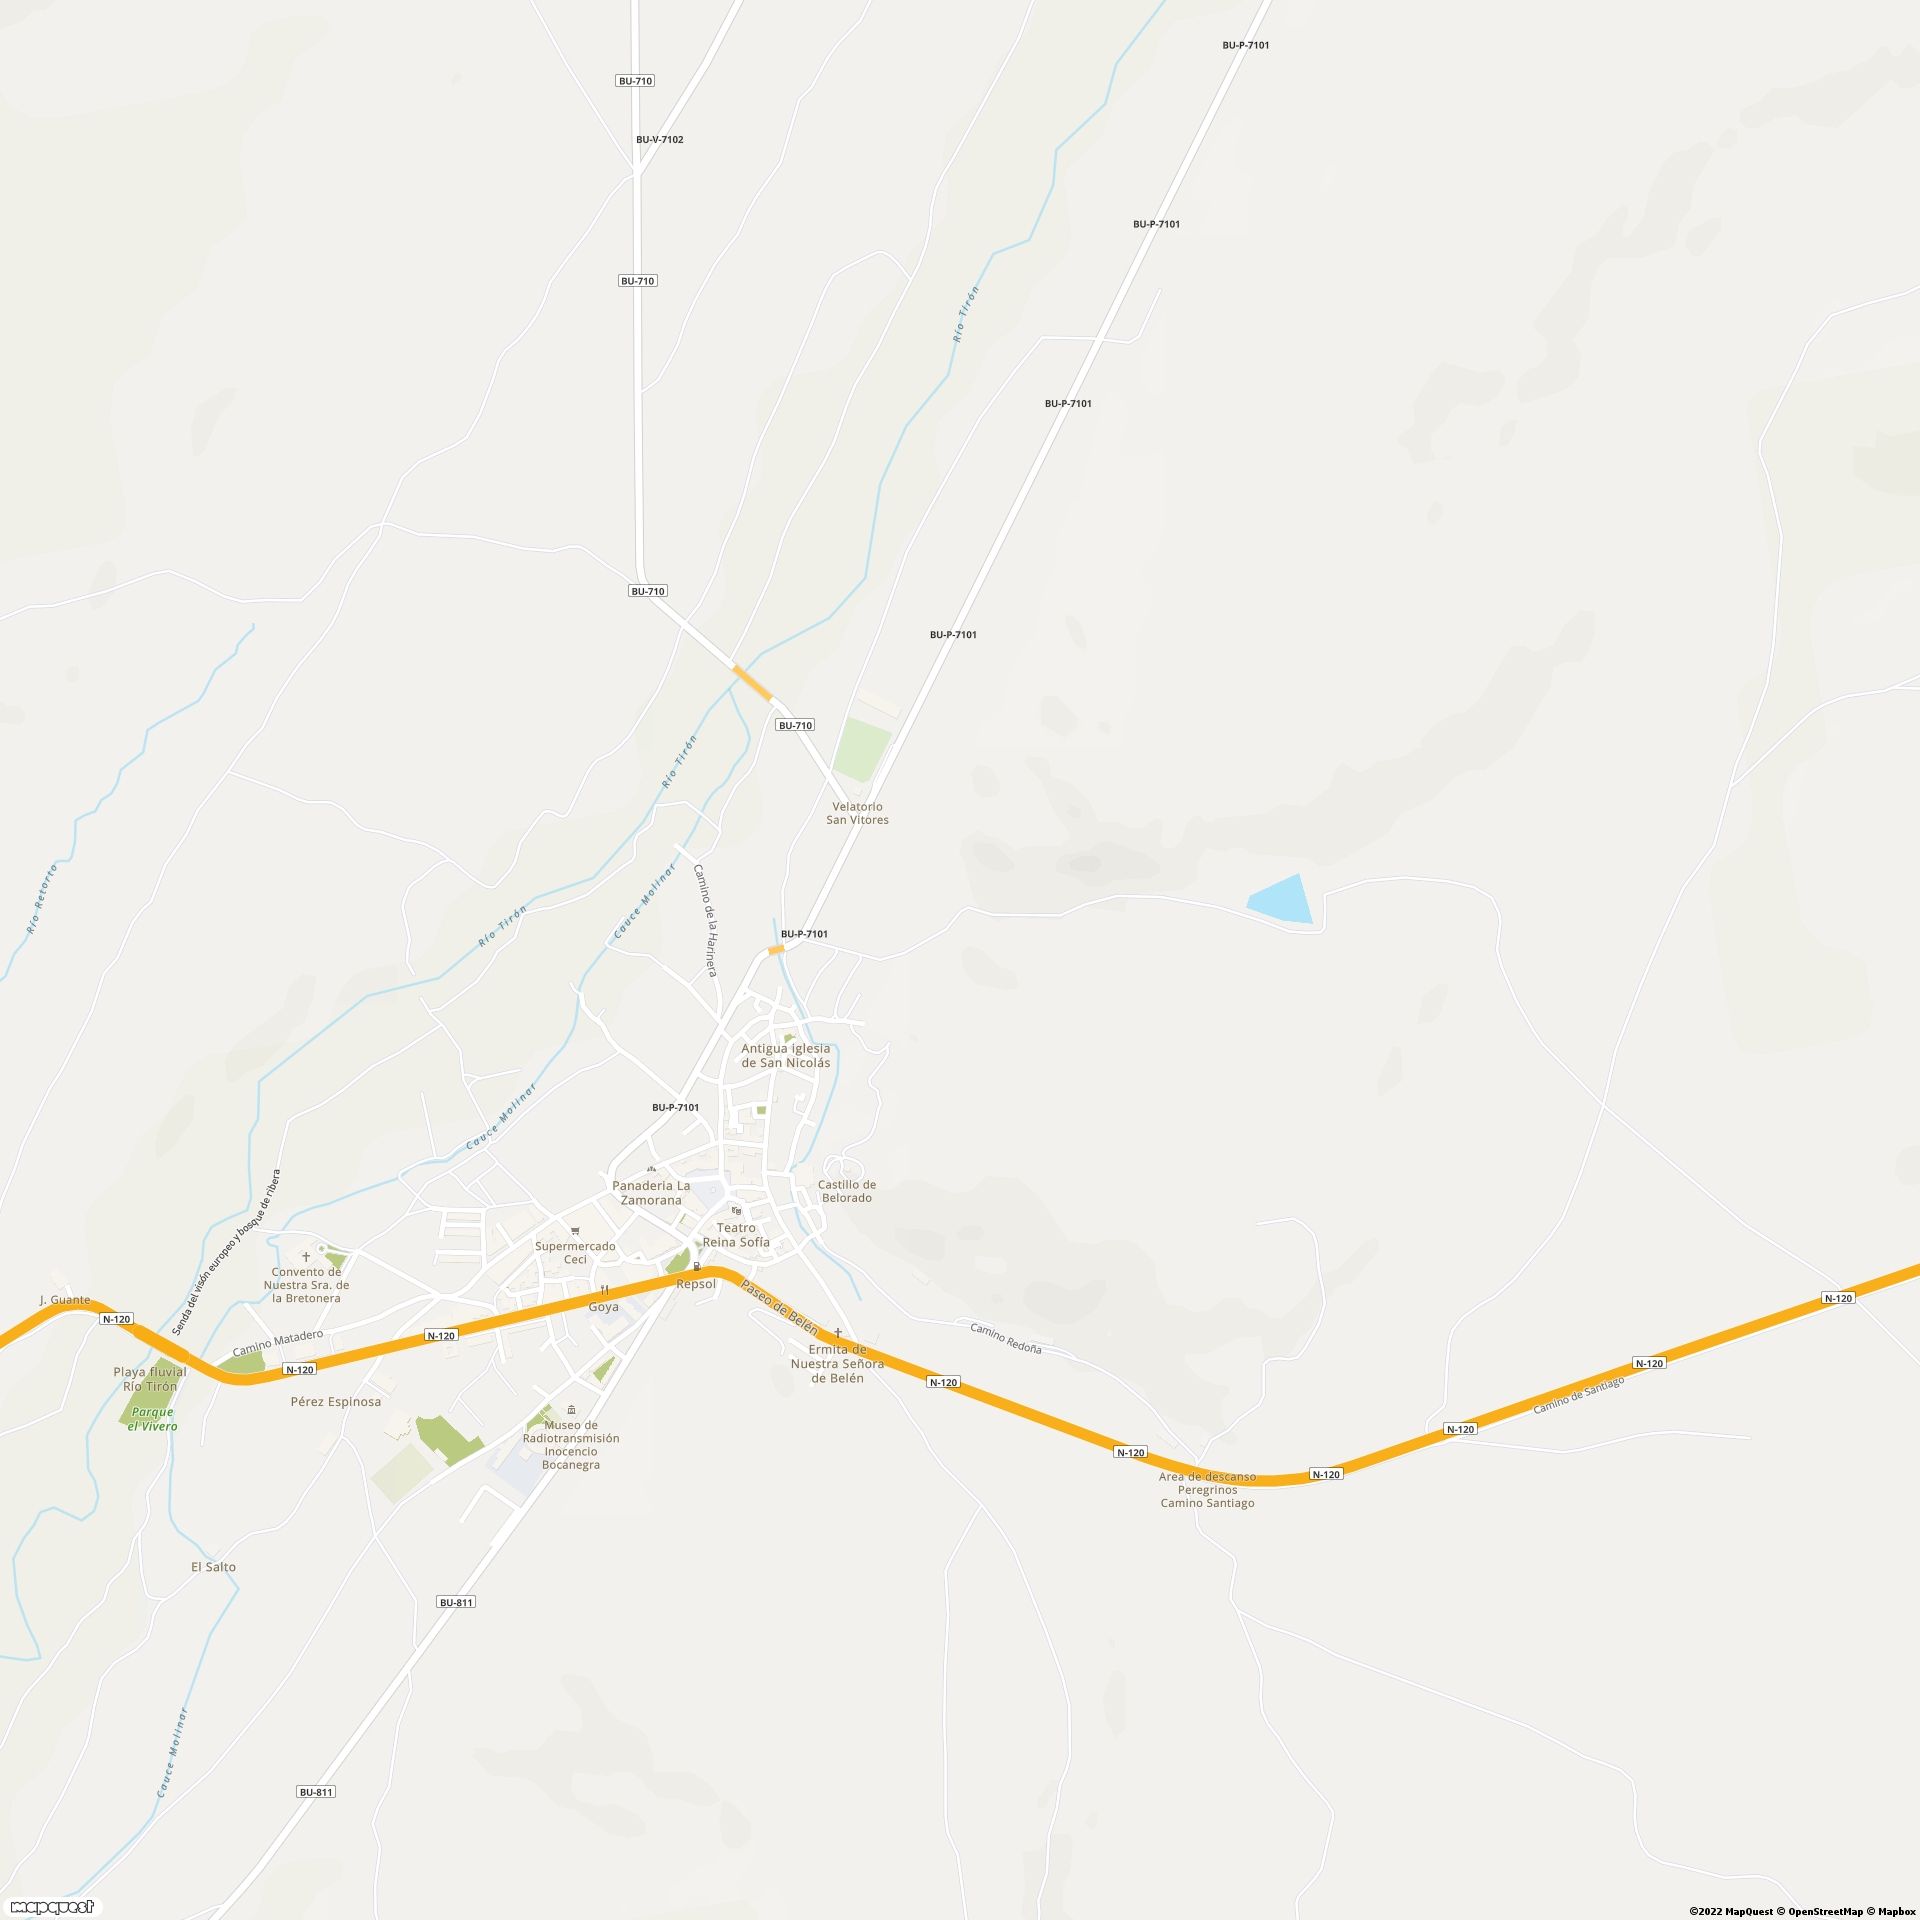 BU-P-7101
BU-710
BU-V-7102
BU-P-7101
BU-710
Río Tirón
BU-P-7101
BU-710
BU-P-7101
BU-710
Río Tirón
Velatorio
San Vitores
Río Retorto
Cauce Molinar
Camino de la Harinera
Río Tirón
BU-P-7101
Antigua iglesia
de San Nicolás
BU-P-7101
Cauce Molinar
Senda del visón europeo y bosque de ribera
Panaderia La
Zamorana
Castillo de
Belorado
Teatro
Reina Sofía
Supermercado
Ceci
Convento de
Nuestra Sra. de
la Bretonera
Repsol
J. Guante
Goya
Paseo de Belén
N-120
N-120
N-120
Camino Matadero
Camino Redoña
Ermita de
Nuestra Señora
de Belén
N-120
N-120
N-120
Playa fluvial
Río Tirón
Camino de Santiago
Pérez Espinosa
Parque
el Vivero
Museo de
Radiotransmisión
Inocencio
Bocanegra
N-120
N-120
N-120
Area de descanso
Peregrinos
Camino Santiago
El Salto
BU-811
Cauce Molinar
BU-811
mapquest
©2022 MapQuest © OpenStreetMap © Mapbox